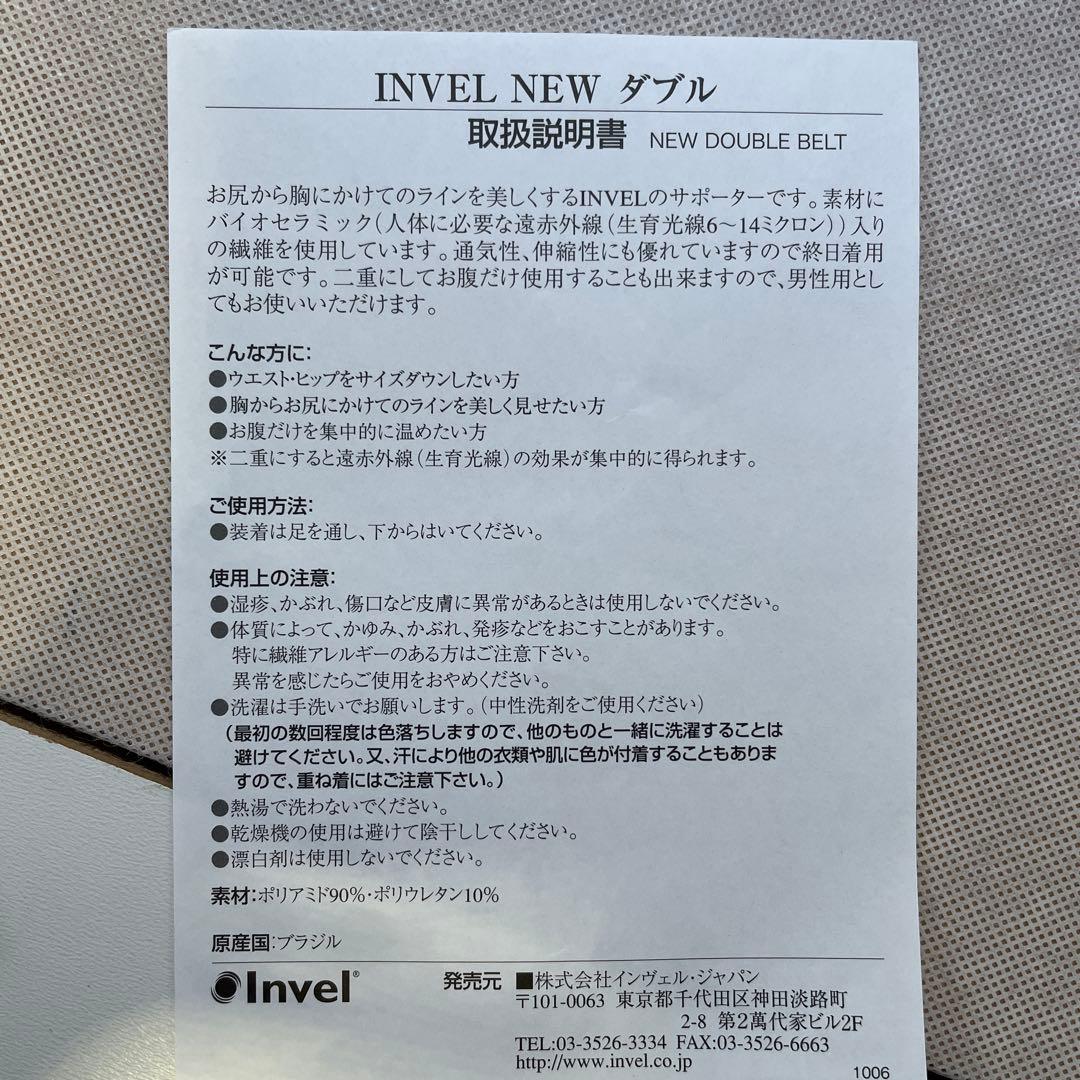 INVEL NEW ダブル
取扱説明書 NEW DOUBLE BELT
お尻から胸にかけてのラインを美しくするINVELのサポーターです。素材に
バイオセラミック(人体に必要な遠赤外線(生育光線6〜14ミクロン))入り
の繊維を使用しています。通気性、伸縮性にも優れていますので終日着用
が可能です。二重にしてお腹だけ使用することも出来ますので、男性用とし
てもお使いいただけます。
こんな方に:
●ウエスト・ヒップをサイズダウンしたい方
●胸からお尻にかけてのラインを美しく見せたい方
●お腹だけを集中的に温めたい方
※二重にすると遠赤外線(生育光線)の効果が集中的に得られます。
ご使用方法:
●装着は足を通し、下からはいてください。
使用上の注意:
●湿疹、かぶれ、傷口など皮膚に異常があるときは使用しないでください。
●体質によって、かゆみ、かぶれ、発疹などをおこすことがあります。
特に繊維アレルギーのある方はご注意下さい。
異常を感じたらご使用をおやめください。
●洗濯は手洗いでお願いします。(中性洗剤をご使用ください)
(最初の数回程度は色落ちしますので、他のものと一緒に洗濯することは
避けてください。又、汗により他の衣類や肌に色が付着することもありま
すので、重ね着にはご注意下さい。)
●熱湯で洗わないでください。
●乾燥機の使用は避けて陰干ししてください。
●漂白剤は使用しないでください。
素材:ポリアミド90%・ポリウレタン10%
原産国:ブラジル
Invel® 発売元 ■株式会社インヴェル・ジャパン
〒101-0063 東京都千代田区神田淡路町
2-8 第2萬代家ビル2F
TEL:03-3526-3334 FAX:03-3526-6663
http://www.invel.co.jp
1006